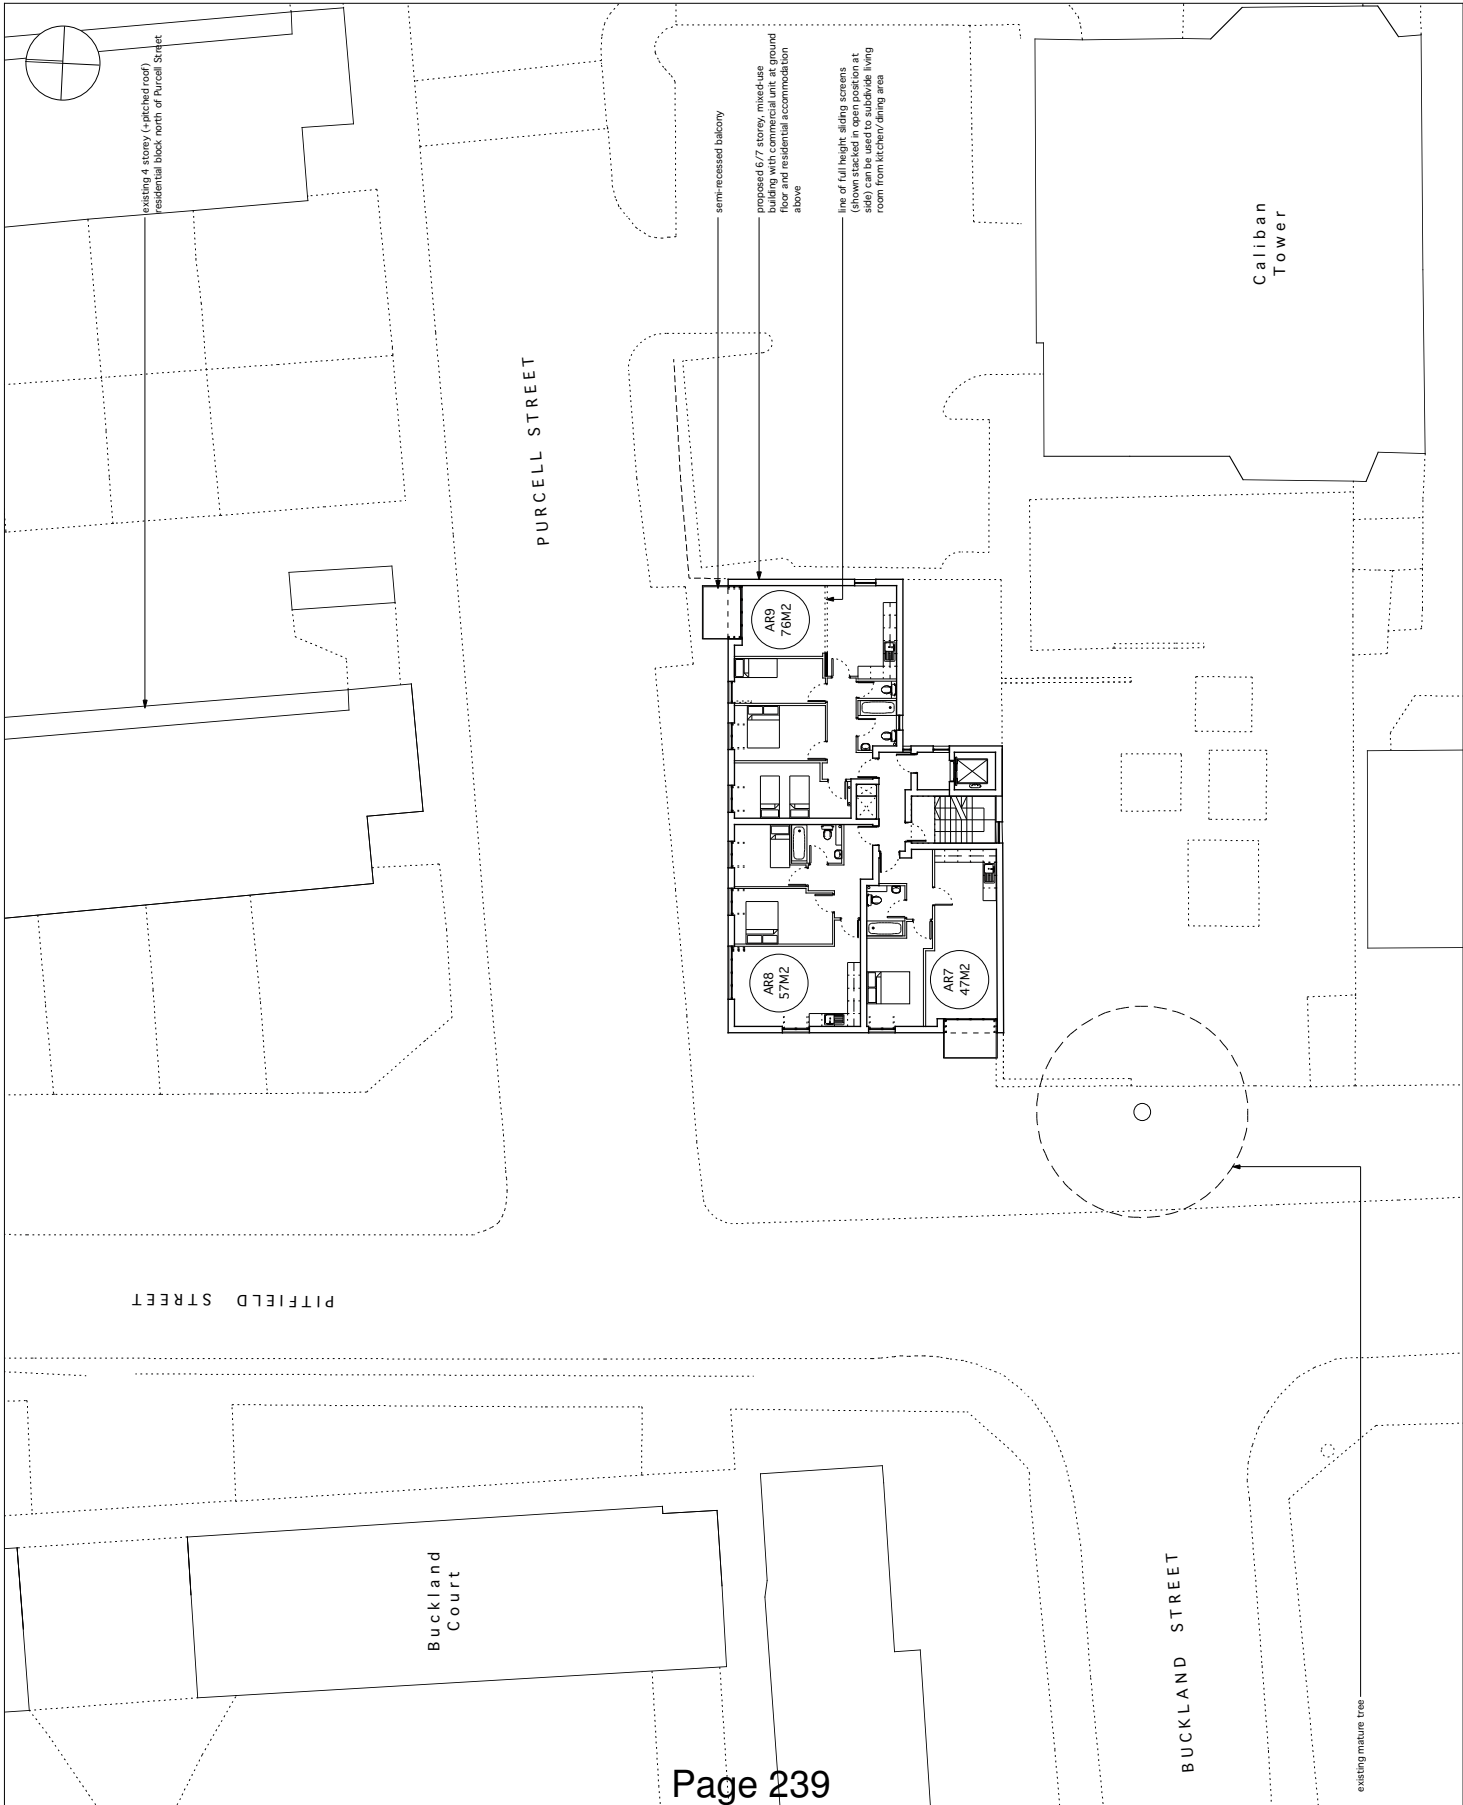 existing 4 storey (+pitched roof)
residential block north of Purcell Street
semi-recessed balcony
proposed 6/7 storey, mixed-use
building with commercial unit at ground
floor and residential accommodation
above
line of full height sliding screens
(shown stacked in open position at
side) can be used to subdivide living
room from kitchen/dining area
Caliban
Tower
PURCELL STREET
AR9
76M2
AR8
57M2
AR7
47M2
PITFIELD STREET
Buckland
Court
BUCKLAND STREET
existing mature tree
Page 239